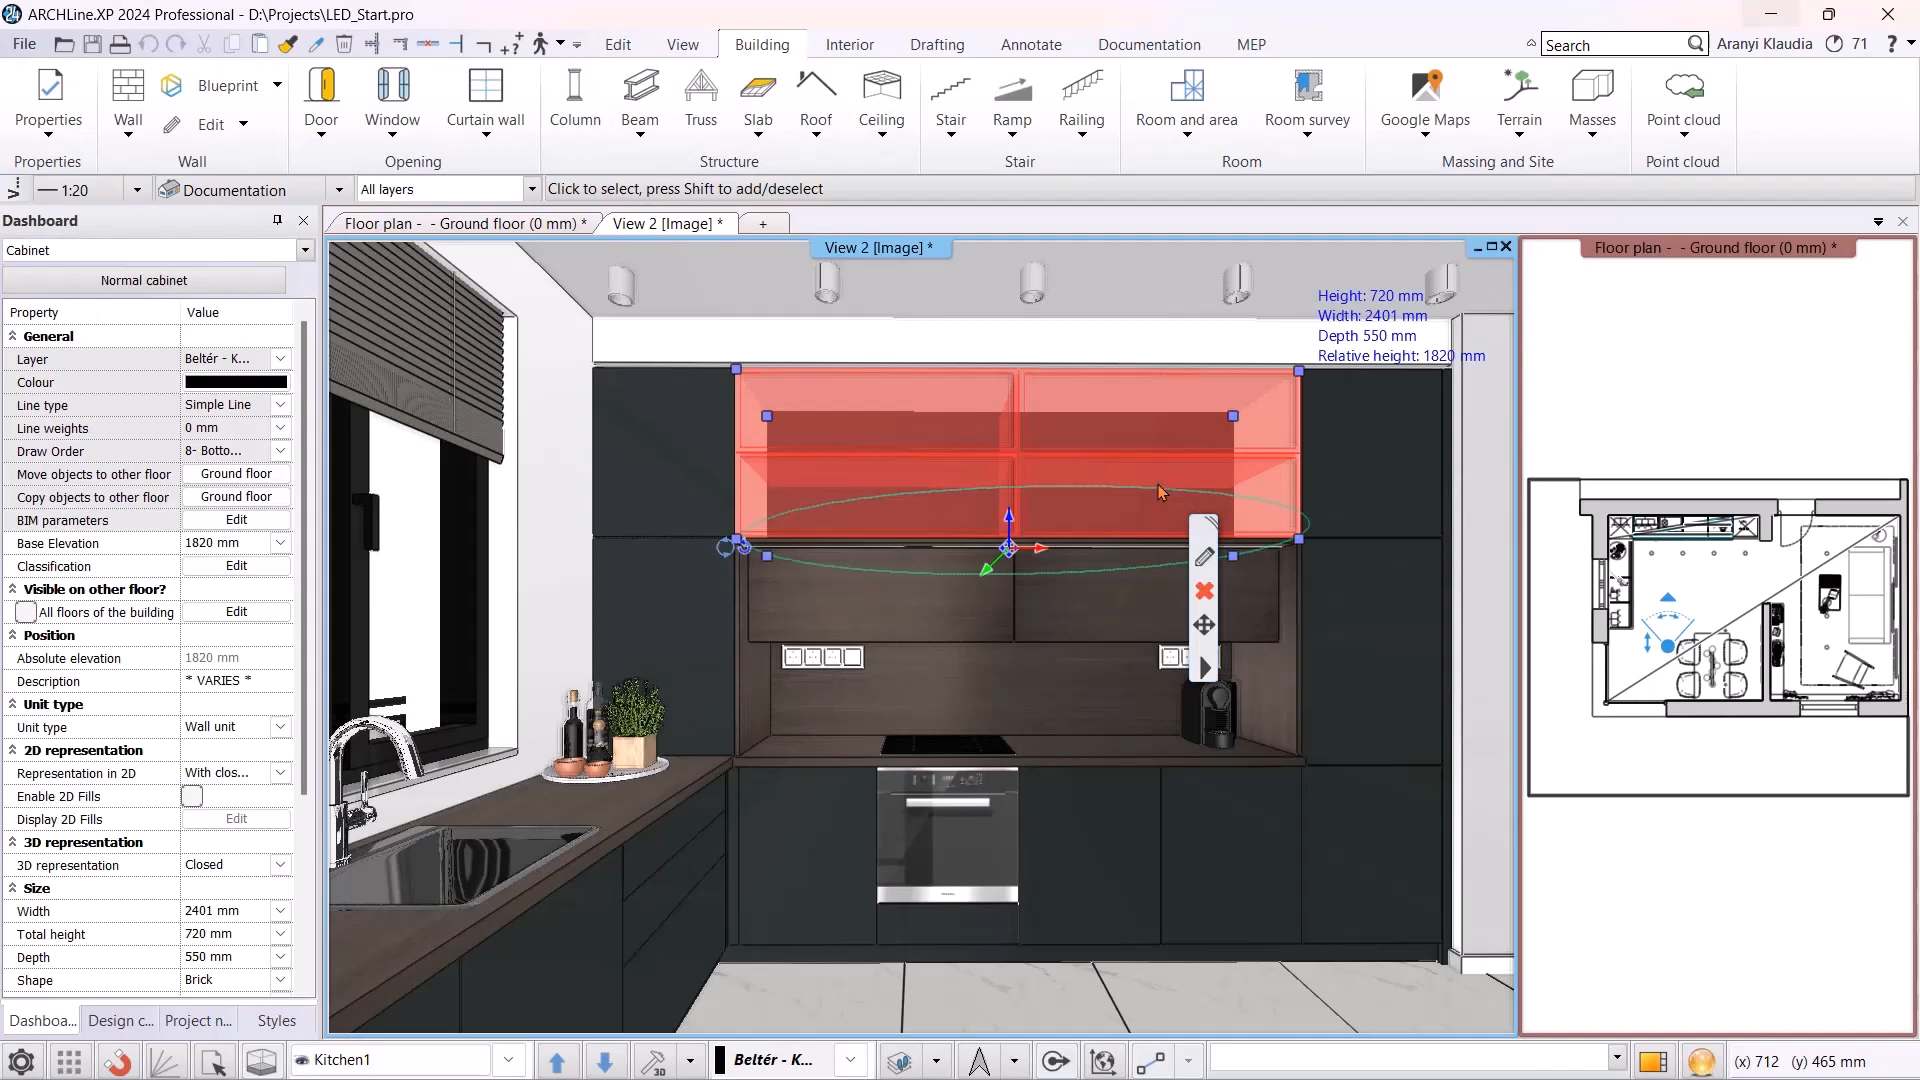 ARCHLine.XP 2024 Professional - D:\Projects\LED_Start.pro
File Edit View Building Interior Drafting Annotate Documentation MEP Search Aranyi Klaudia 71 ?
Blueprint
Edit
Properties Wall Door Window Curtain wall Column Beam Truss Slab Roof Ceiling Stair Ramp Railing Room and area Room survey Google Maps Terrain Masses Point cloud
Properties Wall Opening Structure Stair Room Massing and Site Point cloud
1:20 Documentation All layers Click to select, press Shift to add/deselect
Dashboard
Floor plan - - Ground floor (0 mm) * View 2 [Image] * +
Cabinet
View 2 [Image] *
Floor plan - - Ground floor (0 mm) *
Normal cabinet
Height: 720 mm
Width: 2401 mm
Depth 550 mm
Relative height: 1820 mm
Property Value
General
Layer Beltér - K...
Colour
Line type Simple Line
Line weights 0 mm
Draw Order 8- Botto...
Move objects to other floor Ground floor
Copy objects to other floor Ground floor
BIM parameters Edit
Base Elevation 1820 mm
Classification Edit
Visible on other floor?
All floors of the building Edit
Position
Absolute elevation 1820 mm
Description * VARIES *
Unit type
Unit type Wall unit
2D representation
Representation in 2D With clos...
Enable 2D Fills
Display 2D Fills Edit
3D representation
3D representation Closed
Size
Width 2401 mm
Total height 720 mm
Depth 550 mm
Shape Brick
Dashboa... Design c... Project n... Styles
Kitchen1 3D Beltér - K... (x) 712 (y) 465 mm